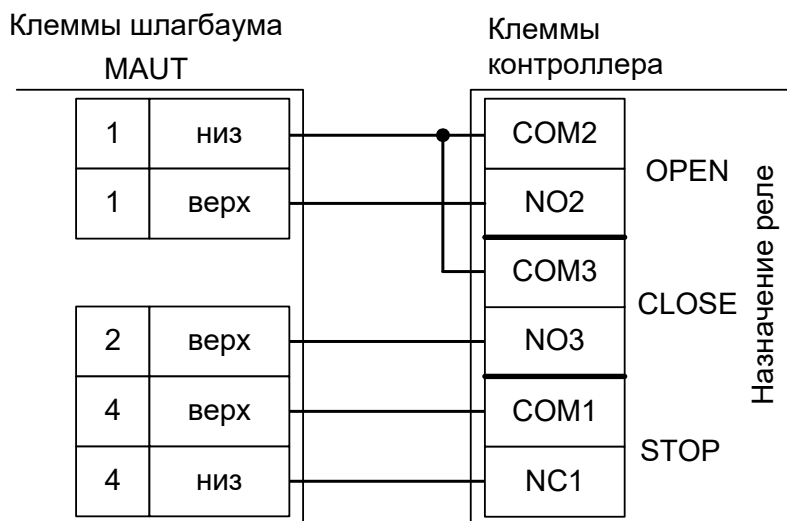 Клеммы шлагбаума
MAUT
Клеммы
контроллера
1 низ
1 верх
2 верх
4 верх
4 низ
COM2
NO2
COM3
NO3
COM1
NC1
OPEN
CLOSE
STOP
Назначение реле